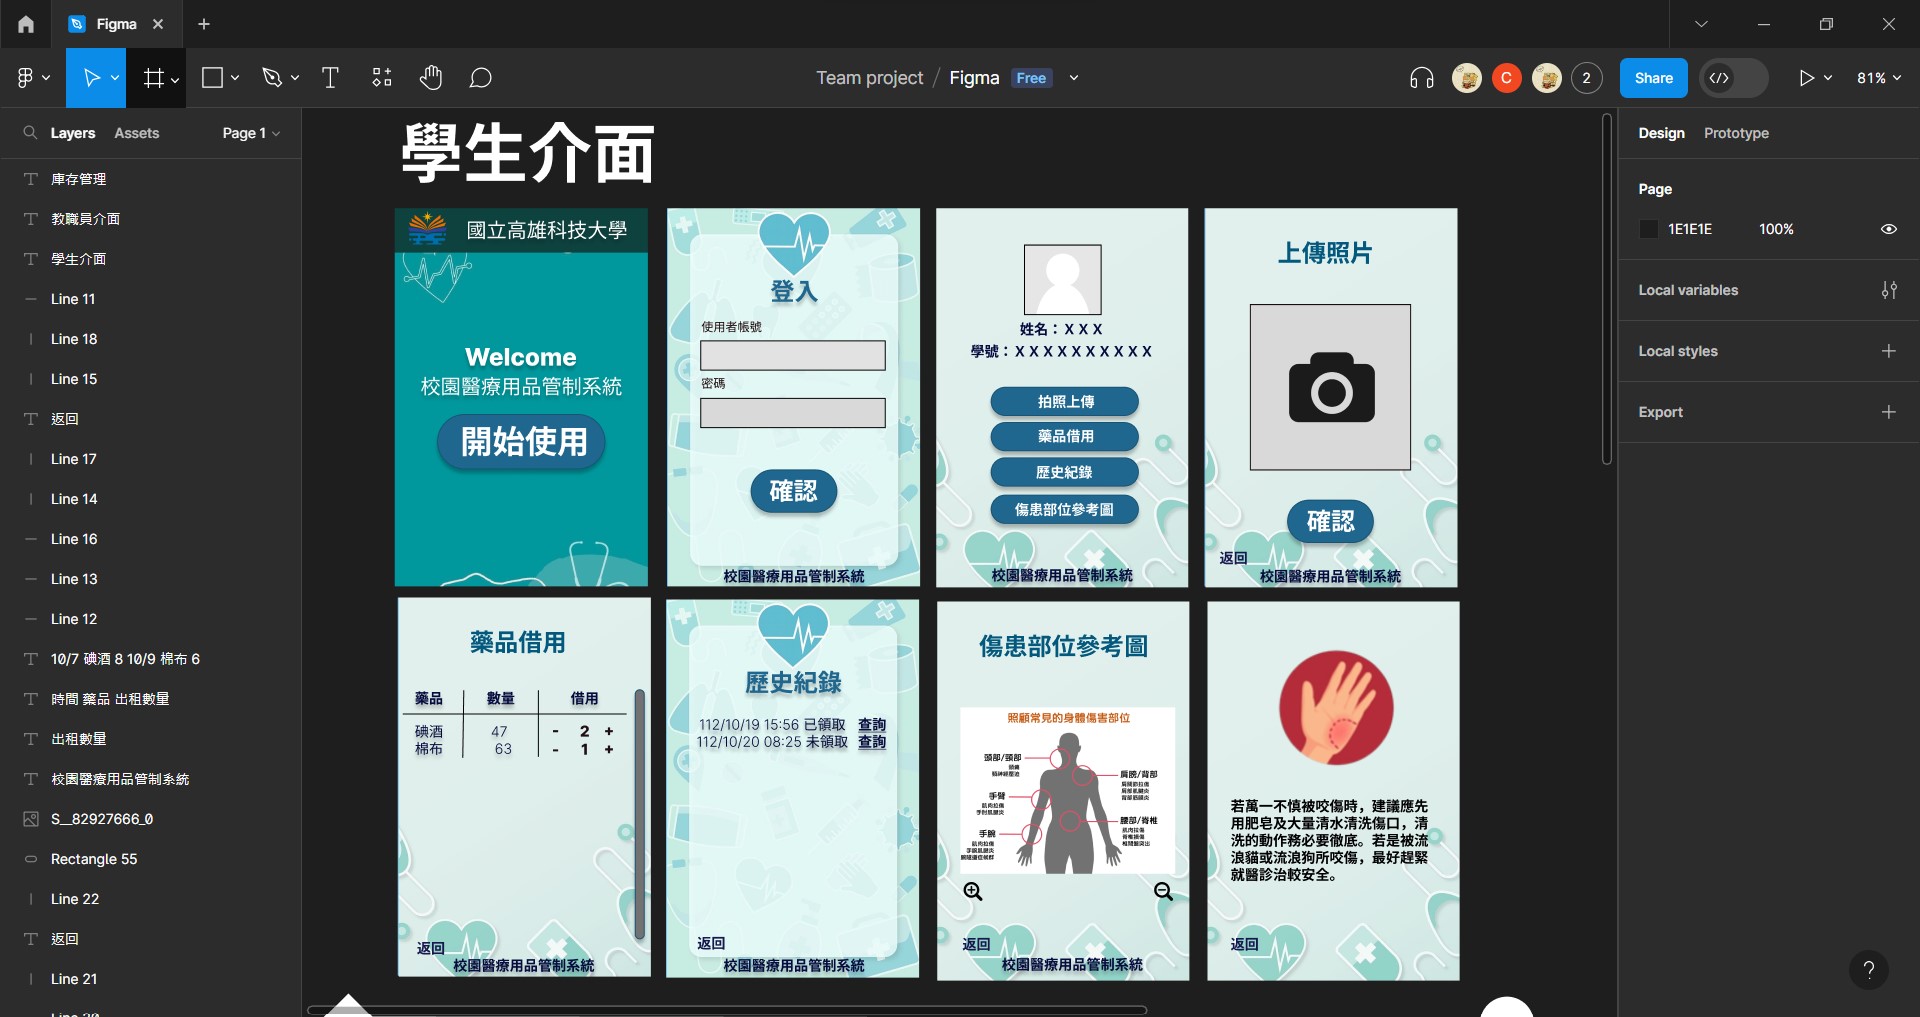 Figma
Team project / Figma Free
C
2
Share
81%
Layers
Assets
Page 1
庫存管理
教職員介面
學生介面
Line 11
Line 18
Line 15
返回
Line 17
Line 14
Line 16
Line 13
Line 12
10/7 碘酒 8 10/9 棉布 6
時間 藥品 出租數量
出租數量
校園醫療用品管制系統
S__82927666_0
Rectangle 55
Line 22
返回
Line 21
學生介面
國立高雄科技大學
Welcome
校園醫療用品管制系統
開始使用
登入
使用者帳號
密碼
確認
校園醫療用品管制系統
姓名：X X X
學號：X X X X X X X X X X
拍照上傳
藥品借用
歷史紀錄
傷患部位參考圖
校園醫療用品管制系統
上傳照片
確認
返回
校園醫療用品管制系統
藥品借用
藥品 數量 借用
碘酒 47 - 2 +
棉布 63 - 1 +
返回
校園醫療用品管制系統
歷史紀錄
112/10/19 15:56 已領取 查詢
112/10/20 08:25 未領取 查詢
返回
校園醫療用品管制系統
傷患部位參考圖
照顧常見的身體傷害部位
頭部/頸部
肩膀/背部
手臂
肌肉拉傷
腰部/脊椎
肌肉拉傷
手腕
肌肉拉傷
返回
校園醫療用品管制系統
若萬一不慎被咬傷時，建議應先
用肥皂及大量清水清洗傷口，清
洗的動作務必要徹底。若是被流
浪貓或流浪狗所咬傷，最好趕緊
就醫診治較安全。
返回
Design
Prototype
Page
1E1E1E
100%
Local variables
Local styles
Export
?